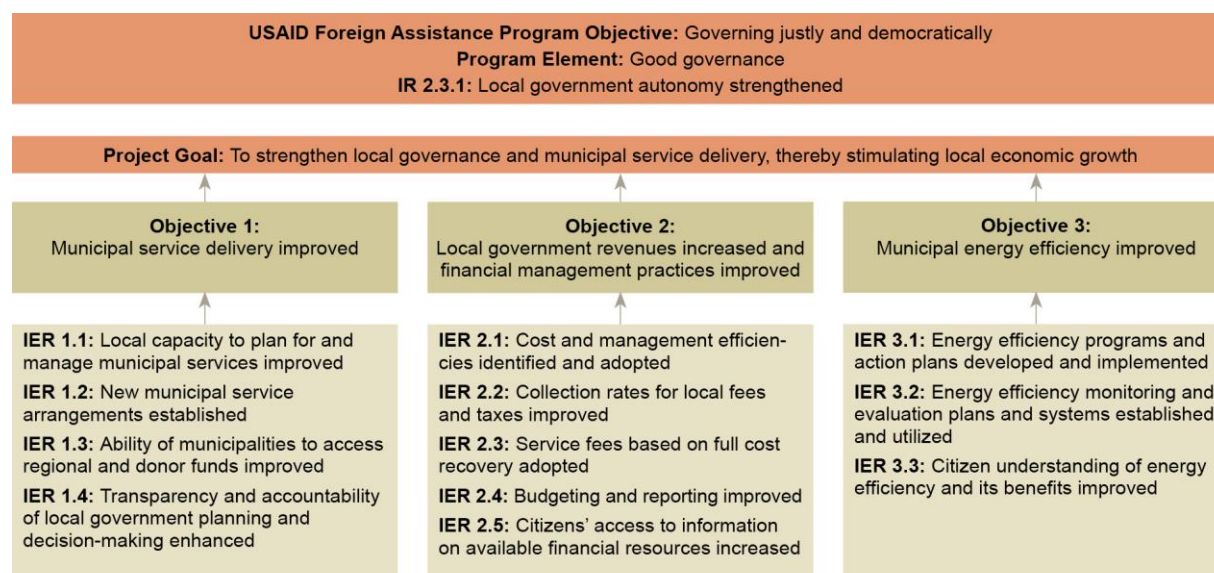 USAID Foreign Assistance Program Objective: Governing justly and democratically
Program Element: Good governance
IR 2.3.1: Local government autonomy strengthened
Project Goal: To strengthen local governance and municipal service delivery, thereby stimulating local economic growth
Objective 1:
Municipal service delivery improved
IER 1.1: Local capacity to plan for and
manage municipal services improved
IER 1.2: New municipal service
arrangements established
IER 1.3: Ability of municipalities to access
regional and donor funds improved
IER 1.4: Transparency and accountability
of local government planning and
decision-making enhanced
Objective 2:
Local government revenues increased and
financial management practices improved
IER 2.1: Cost and management efficien-
cies identified and adopted
IER 2.2: Collection rates for local fees
and taxes improved
IER 2.3: Service fees based on full cost
recovery adopted
IER 2.4: Budgeting and reporting improved
IER 2.5: Citizens' access to information
on available financial resources increased
Objective 3:
Municipal energy efficiency improved
IER 3.1: Energy efficiency programs and
action plans developed and implemented
IER 3.2: Energy efficiency monitoring and
evaluation plans and systems established
and utilized
IER 3.3: Citizen understanding of energy
efficiency and its benefits improved